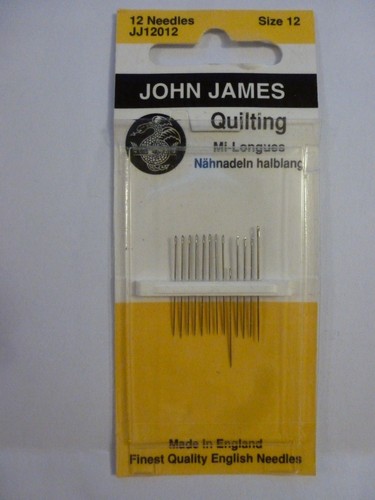 12 Needles Size 12
JJ12012
JOHN JAMES
Quilting
Mi-Longues
Nähnadeln halblang
Made in England
Finest Quality English Needles